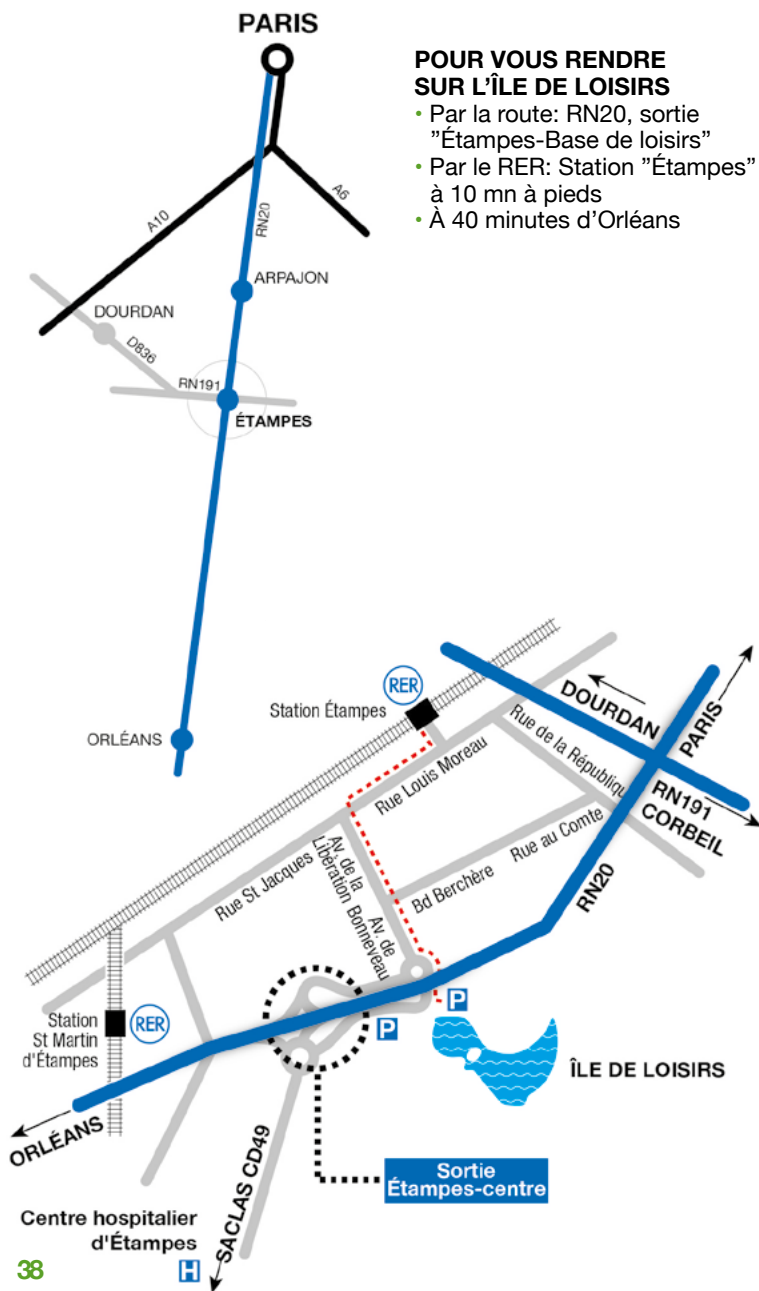 PARIS
POUR VOUS RENDRE
SUR L'ÎLE DE LOISIRS
• Par la route: RN20, sortie
"Étampes-Base de loisirs"
• Par le RER: Station "Étampes"
à 10 mn à pieds
• À 40 minutes d'Orléans
A10
A6
RN20
ARPAJON
DOURDAN
D836
RN191
ÉTAMPES
ORLÉANS
RER
Station Étampes
DOURDAN
PARIS
Rue de la République
RN191
CORBEIL
Rue Louis Moreau
Rue au Comte
Bd Berchère
RN20
Rue St Jacques
Av. de la
Libération
Av. de
Bonneveau
P
P
Station
St Martin
d'Étampes
RER
ÎLE DE LOISIRS
ORLÉANS
SACLAS CD49
Sortie
Étampes-centre
Centre hospitalier
d'Étampes
H
38